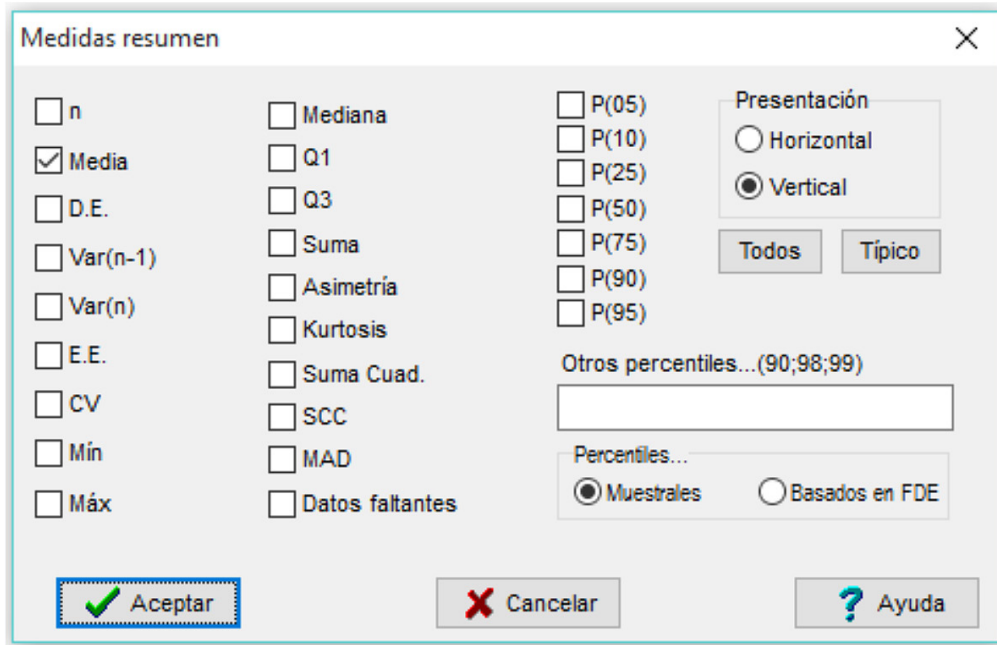 Medidas resumen
n
Media
D.E.
Var(n-1)
Var(n)
E.E.
CV
Mín
Máx
Mediana
Q1
Q3
Suma
Asimetría
Kurtosis
Suma Cuad.
SCC
MAD
Datos faltantes
P(05)
P(10)
P(25)
P(50)
P(75)
P(90)
P(95)
Presentación
Horizontal
Vertical
Todos Típico
Otros percentiles...(90;98;99)
Percentiles...
Muestrales Basados en FDE
Aceptar Cancelar Ayuda